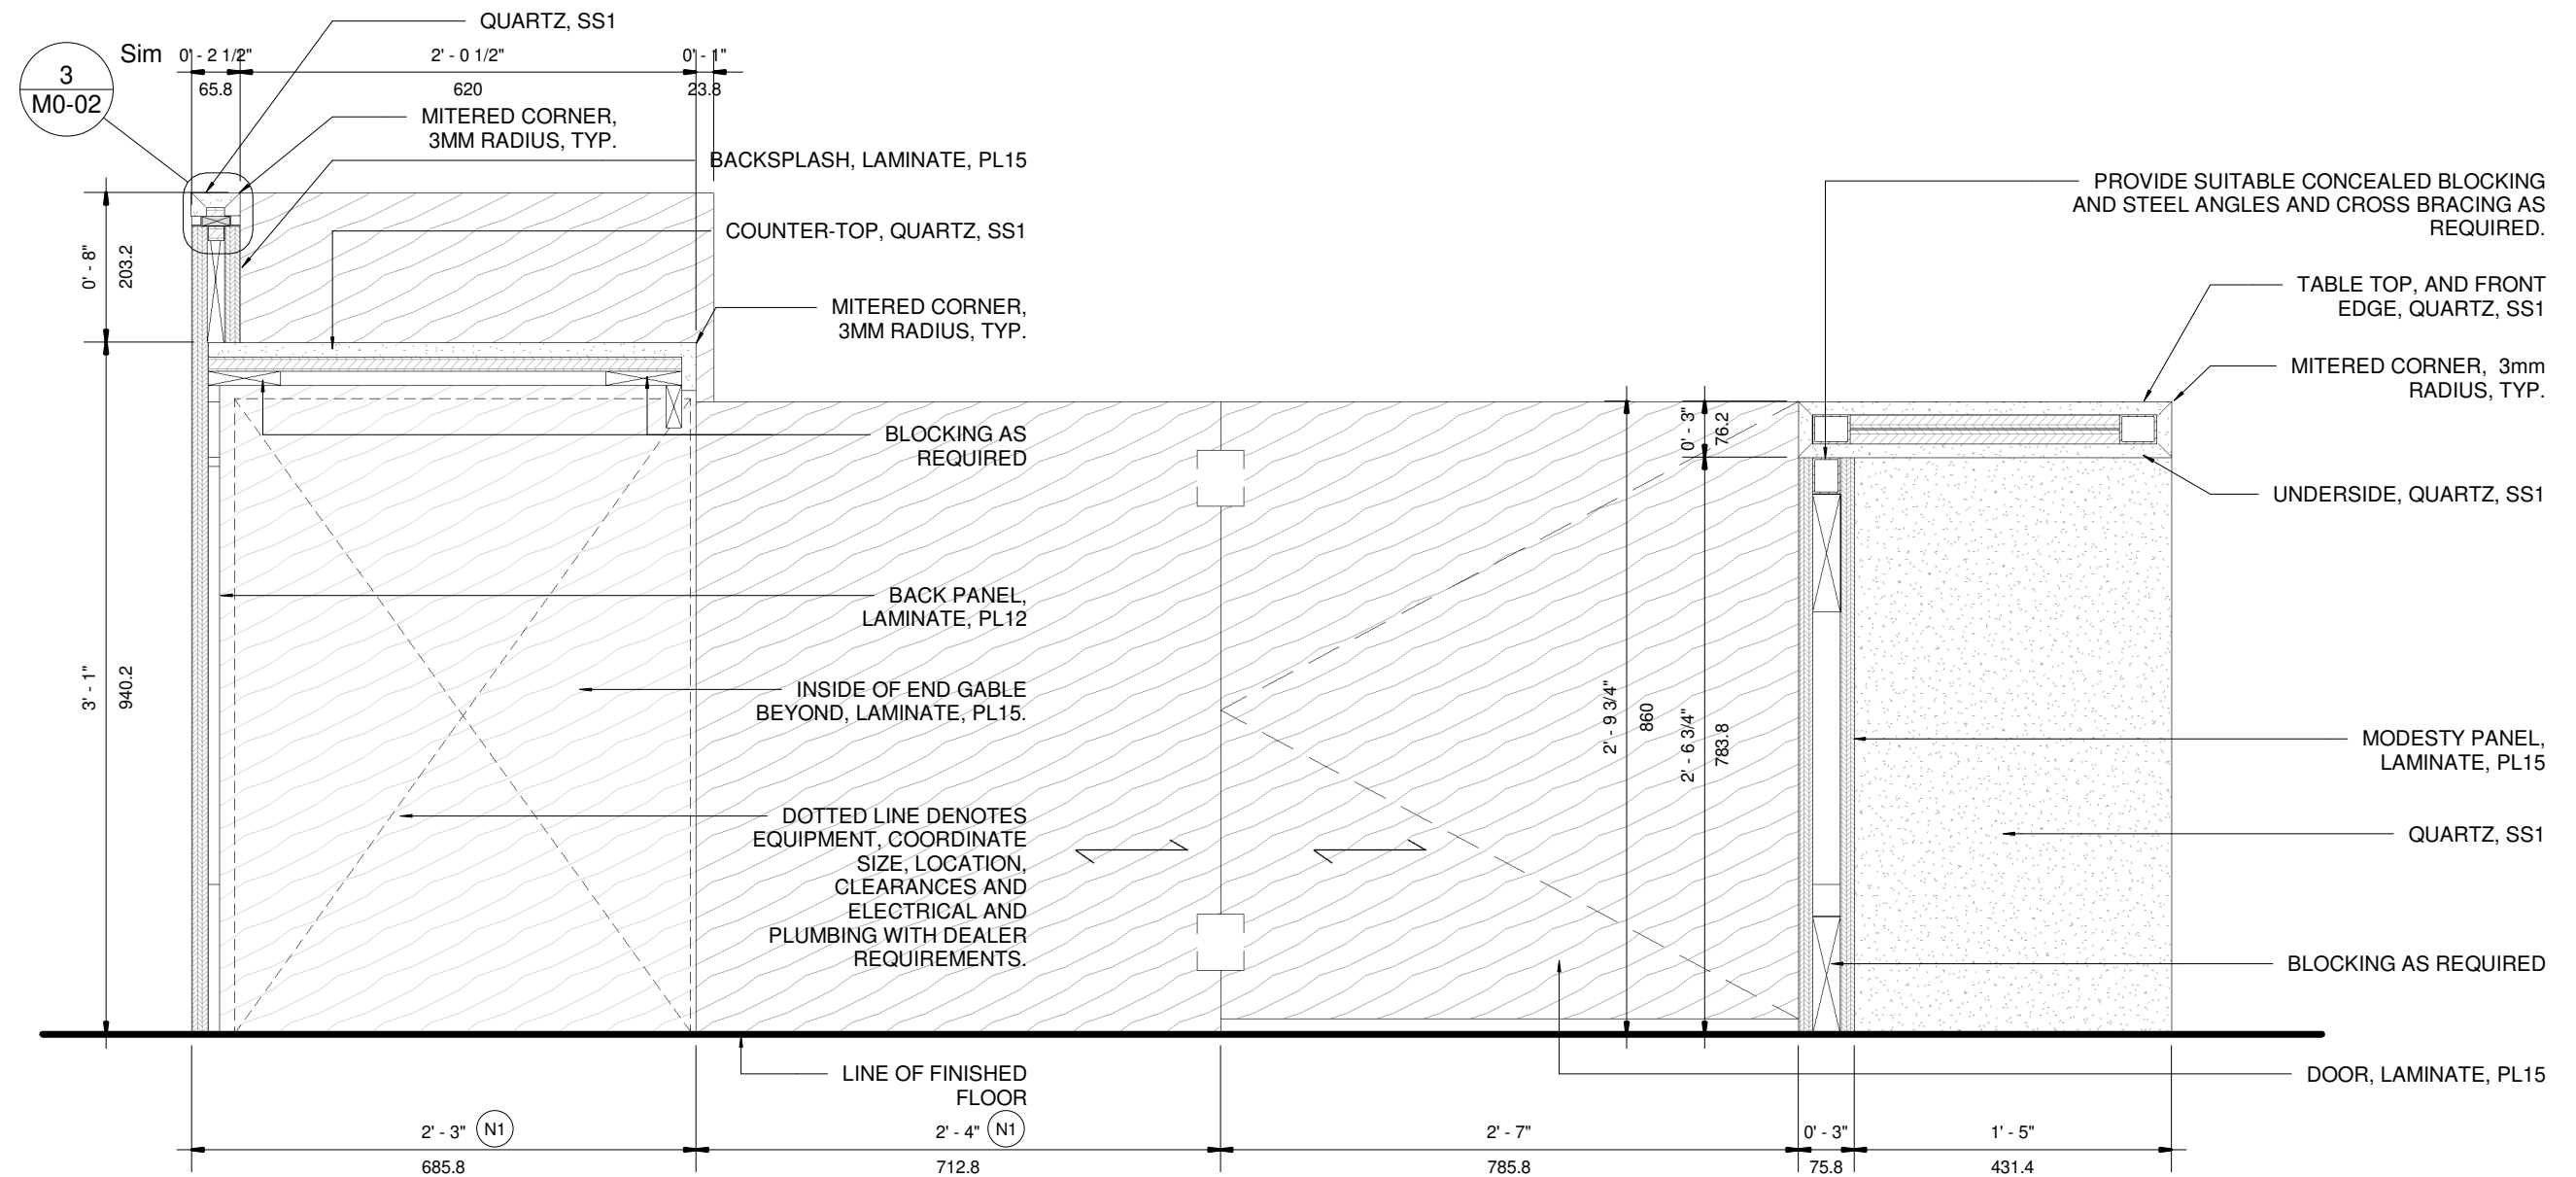 QUARTZ, SS1
3
M0-02
Sim
0' - 2 1/2"
2' - 0 1/2"
0' - 1"
65.8
620
23.8
MITERED CORNER,
3MM RADIUS, TYP.
BACKSPLASH, LAMINATE, PL15
COUNTER-TOP, QUARTZ, SS1
MITERED CORNER,
3MM RADIUS, TYP.
0' - 8"
203.2
3' - 1"
940.2
BLOCKING AS
REQUIRED
BACK PANEL,
LAMINATE, PL12
INSIDE OF END GABLE
BEYOND, LAMINATE, PL15.
DOTTED LINE DENOTES
EQUIPMENT, COORDINATE
SIZE, LOCATION,
CLEARANCES AND
ELECTRICAL AND
PLUMBING WITH DEALER
REQUIREMENTS.
LINE OF FINISHED
FLOOR
2' - 9 3/4"
860
0' - 3"
76.2
2' - 6 3/4"
783.8
PROVIDE SUITABLE CONCEALED BLOCKING
AND STEEL ANGLES AND CROSS BRACING AS
REQUIRED.
TABLE TOP, AND FRONT
EDGE, QUARTZ, SS1
MITERED CORNER, 3mm
RADIUS, TYP.
UNDERSIDE, QUARTZ, SS1
MODESTY PANEL,
LAMINATE, PL15
QUARTZ, SS1
BLOCKING AS REQUIRED
DOOR, LAMINATE, PL15
2' - 3" N1
2' - 4" N1
2' - 7"
0' - 3"
1' - 5"
685.8
712.8
785.8
75.8
431.4